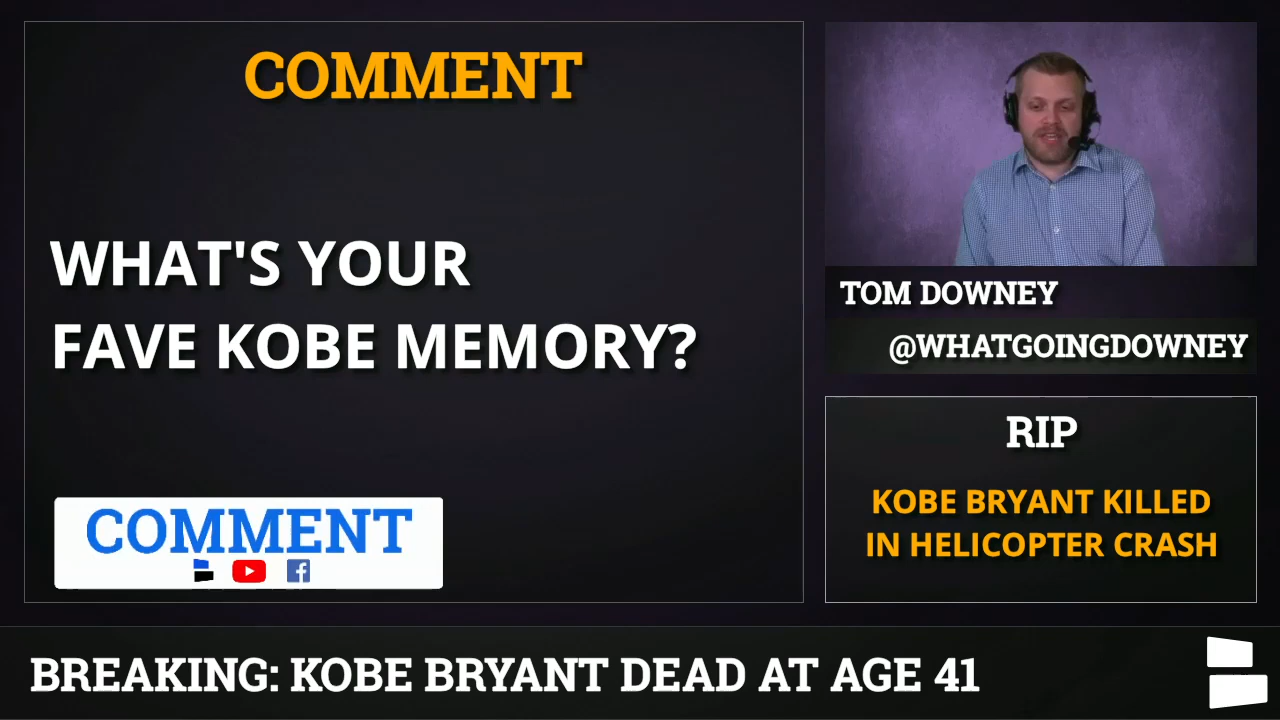 COMMENT
WHAT'S YOUR
FAVE KOBE MEMORY?
COMMENT
TOM DOWNEY
@WHATGOINGDOWNEY
RIP
KOBE BRYANT KILLED
IN HELICOPTER CRASH
BREAKING: KOBE BRYANT DEAD AT AGE 41